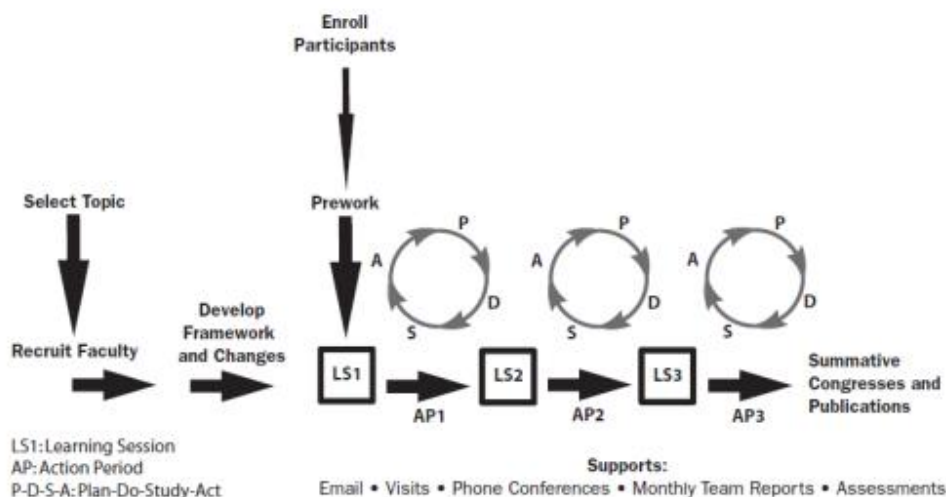 Enroll
Participants
Select Topic
Prework
P
A
D
S
P
A
D
S
P
A
D
S
Recruit Faculty
Develop
Framework
and Changes
LS1
LS2
LS3
AP1
AP2
AP3
Summative
Congresses and
Publications
LS1:Learning Session
AP:Action Period
P-D-S-A:Plan-Do-Study-Act
Supports:
Email • Visits • Phone Conferences • Monthly Team Reports • Assessments